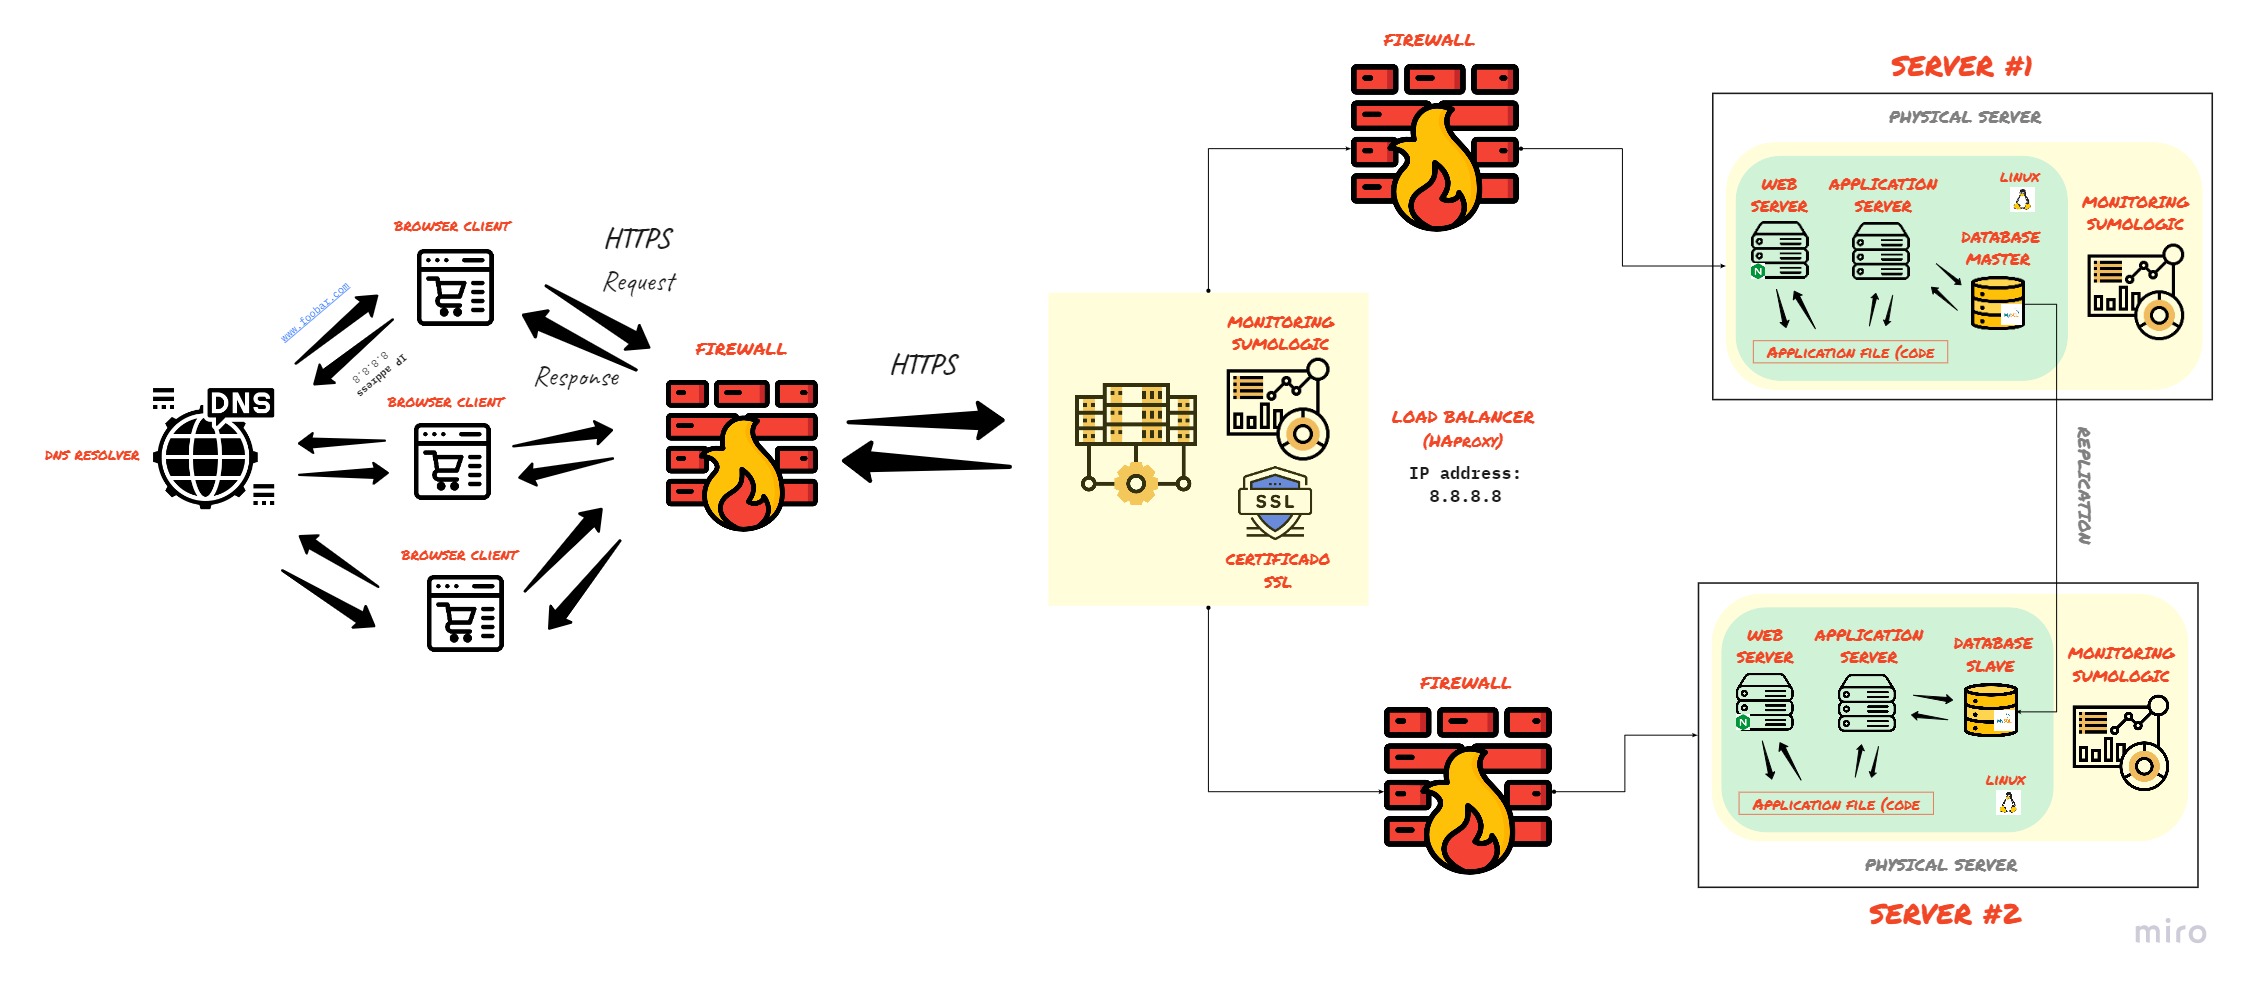 DNS RESOLVER
DNS
www.foobar.com
IP address
8.8.8.8
BROWSER CLIENT
BROWSER CLIENT
BROWSER CLIENT
HTTPS
Request
Response
FIREWALL
HTTPS
MONITORING
SUMOLOGIC
SSL
CERTIFICADO
SSL
LOAD BALANCER
(HAPROXY)
IP address:
8.8.8.8
FIREWALL
FIREWALL
SERVER #1
PHYSICAL SERVER
WEB
SERVER
N
APPLICATION
SERVER
LINUX
DATABASE
MASTER
APPLICATION FILE (CODE
MONITORING
SUMOLOGIC
REPLICATION
WEB
SERVER
N
APPLICATION
SERVER
DATABASE
SLAVE
LINUX
APPLICATION FILE (CODE
MONITORING
SUMOLOGIC
PHYSICAL SERVER
SERVER #2
miro